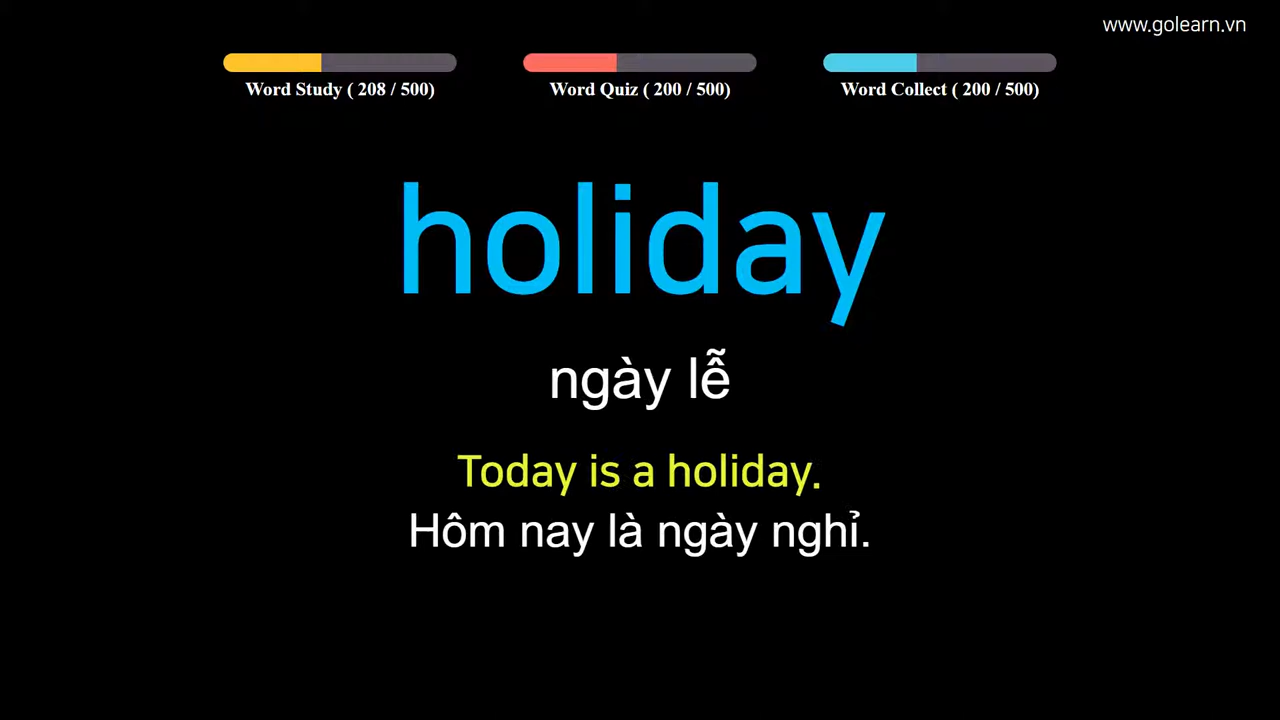 www.golearn.vn
Word Study ( 208 / 500)
Word Quiz ( 200 / 500)
Word Collect ( 200 / 500)
holiday
ngày lễ
Today is a holiday.
Hôm nay là ngày nghỉ.